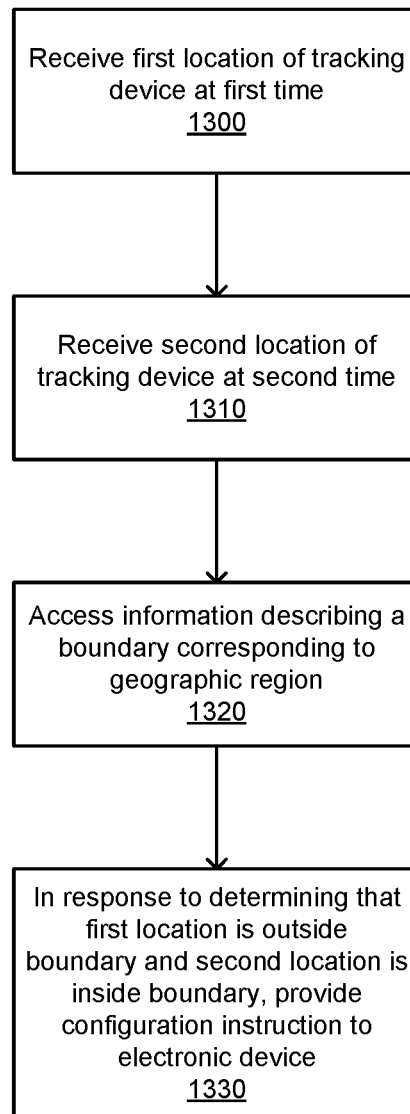 Receive first location of tracking
device at first time
1300
Receive second location of
tracking device at second time
1310
Access information describing a
boundary corresponding to
geographic region
1320
In response to determining that
first location is outside
boundary and second location is
inside boundary, provide
configuration instruction to
electronic device
1330